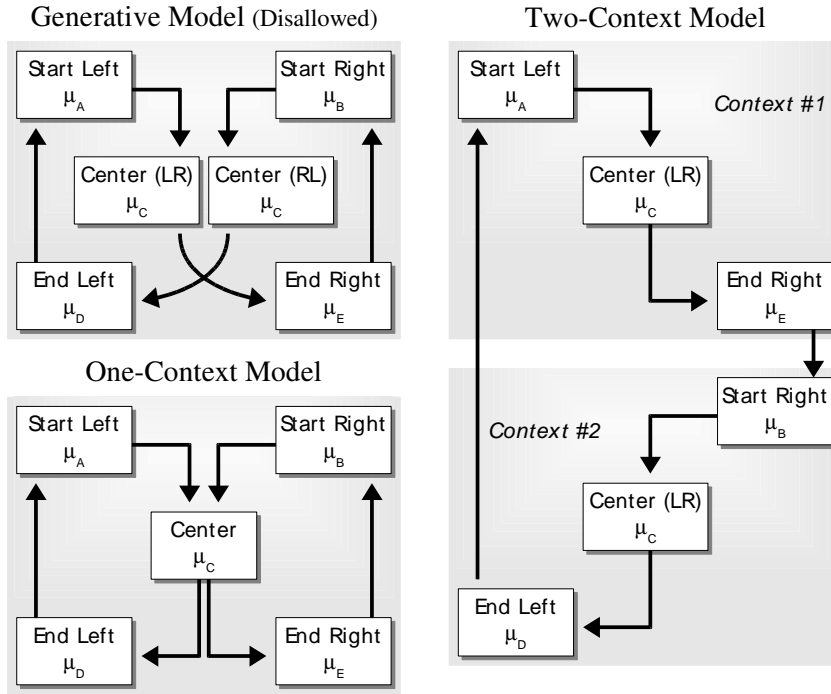 Generative Model (Disallowed)
Start Left
μA
Start Right
μB
Center (LR)
μC
Center (RL)
μC
End Left
μD
End Right
μE
One-Context Model
Start Left
μA
Start Right
μB
Center
μC
End Left
μD
End Right
μE
Two-Context Model
Start Left
μA
Context #1
Center (LR)
μC
End Right
μE
Start Right
μB
Context #2
Center (LR)
μC
End Left
μD